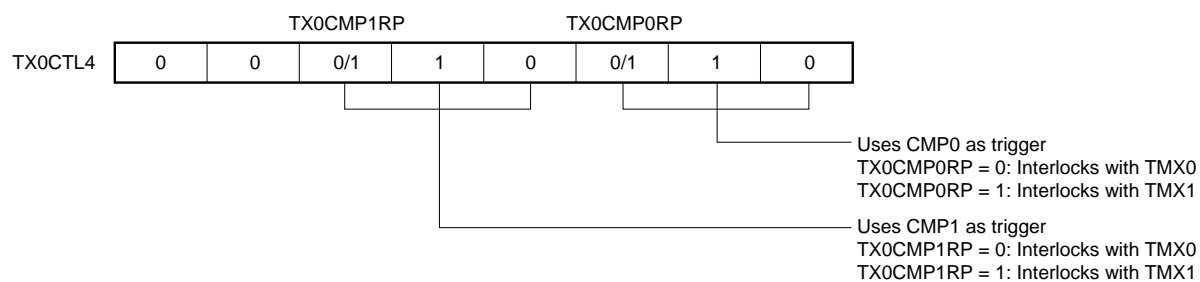 TX0CMP1RP TX0CMP0RP
TX0CTL4 0 0 0/1 1 0 0/1 1 0
Uses CMP0 as trigger
TX0CMP0RP = 0: Interlocks with TMX0
TX0CMP0RP = 1: Interlocks with TMX1
Uses CMP1 as trigger
TX0CMP1RP = 0: Interlocks with TMX0
TX0CMP1RP = 1: Interlocks with TMX1